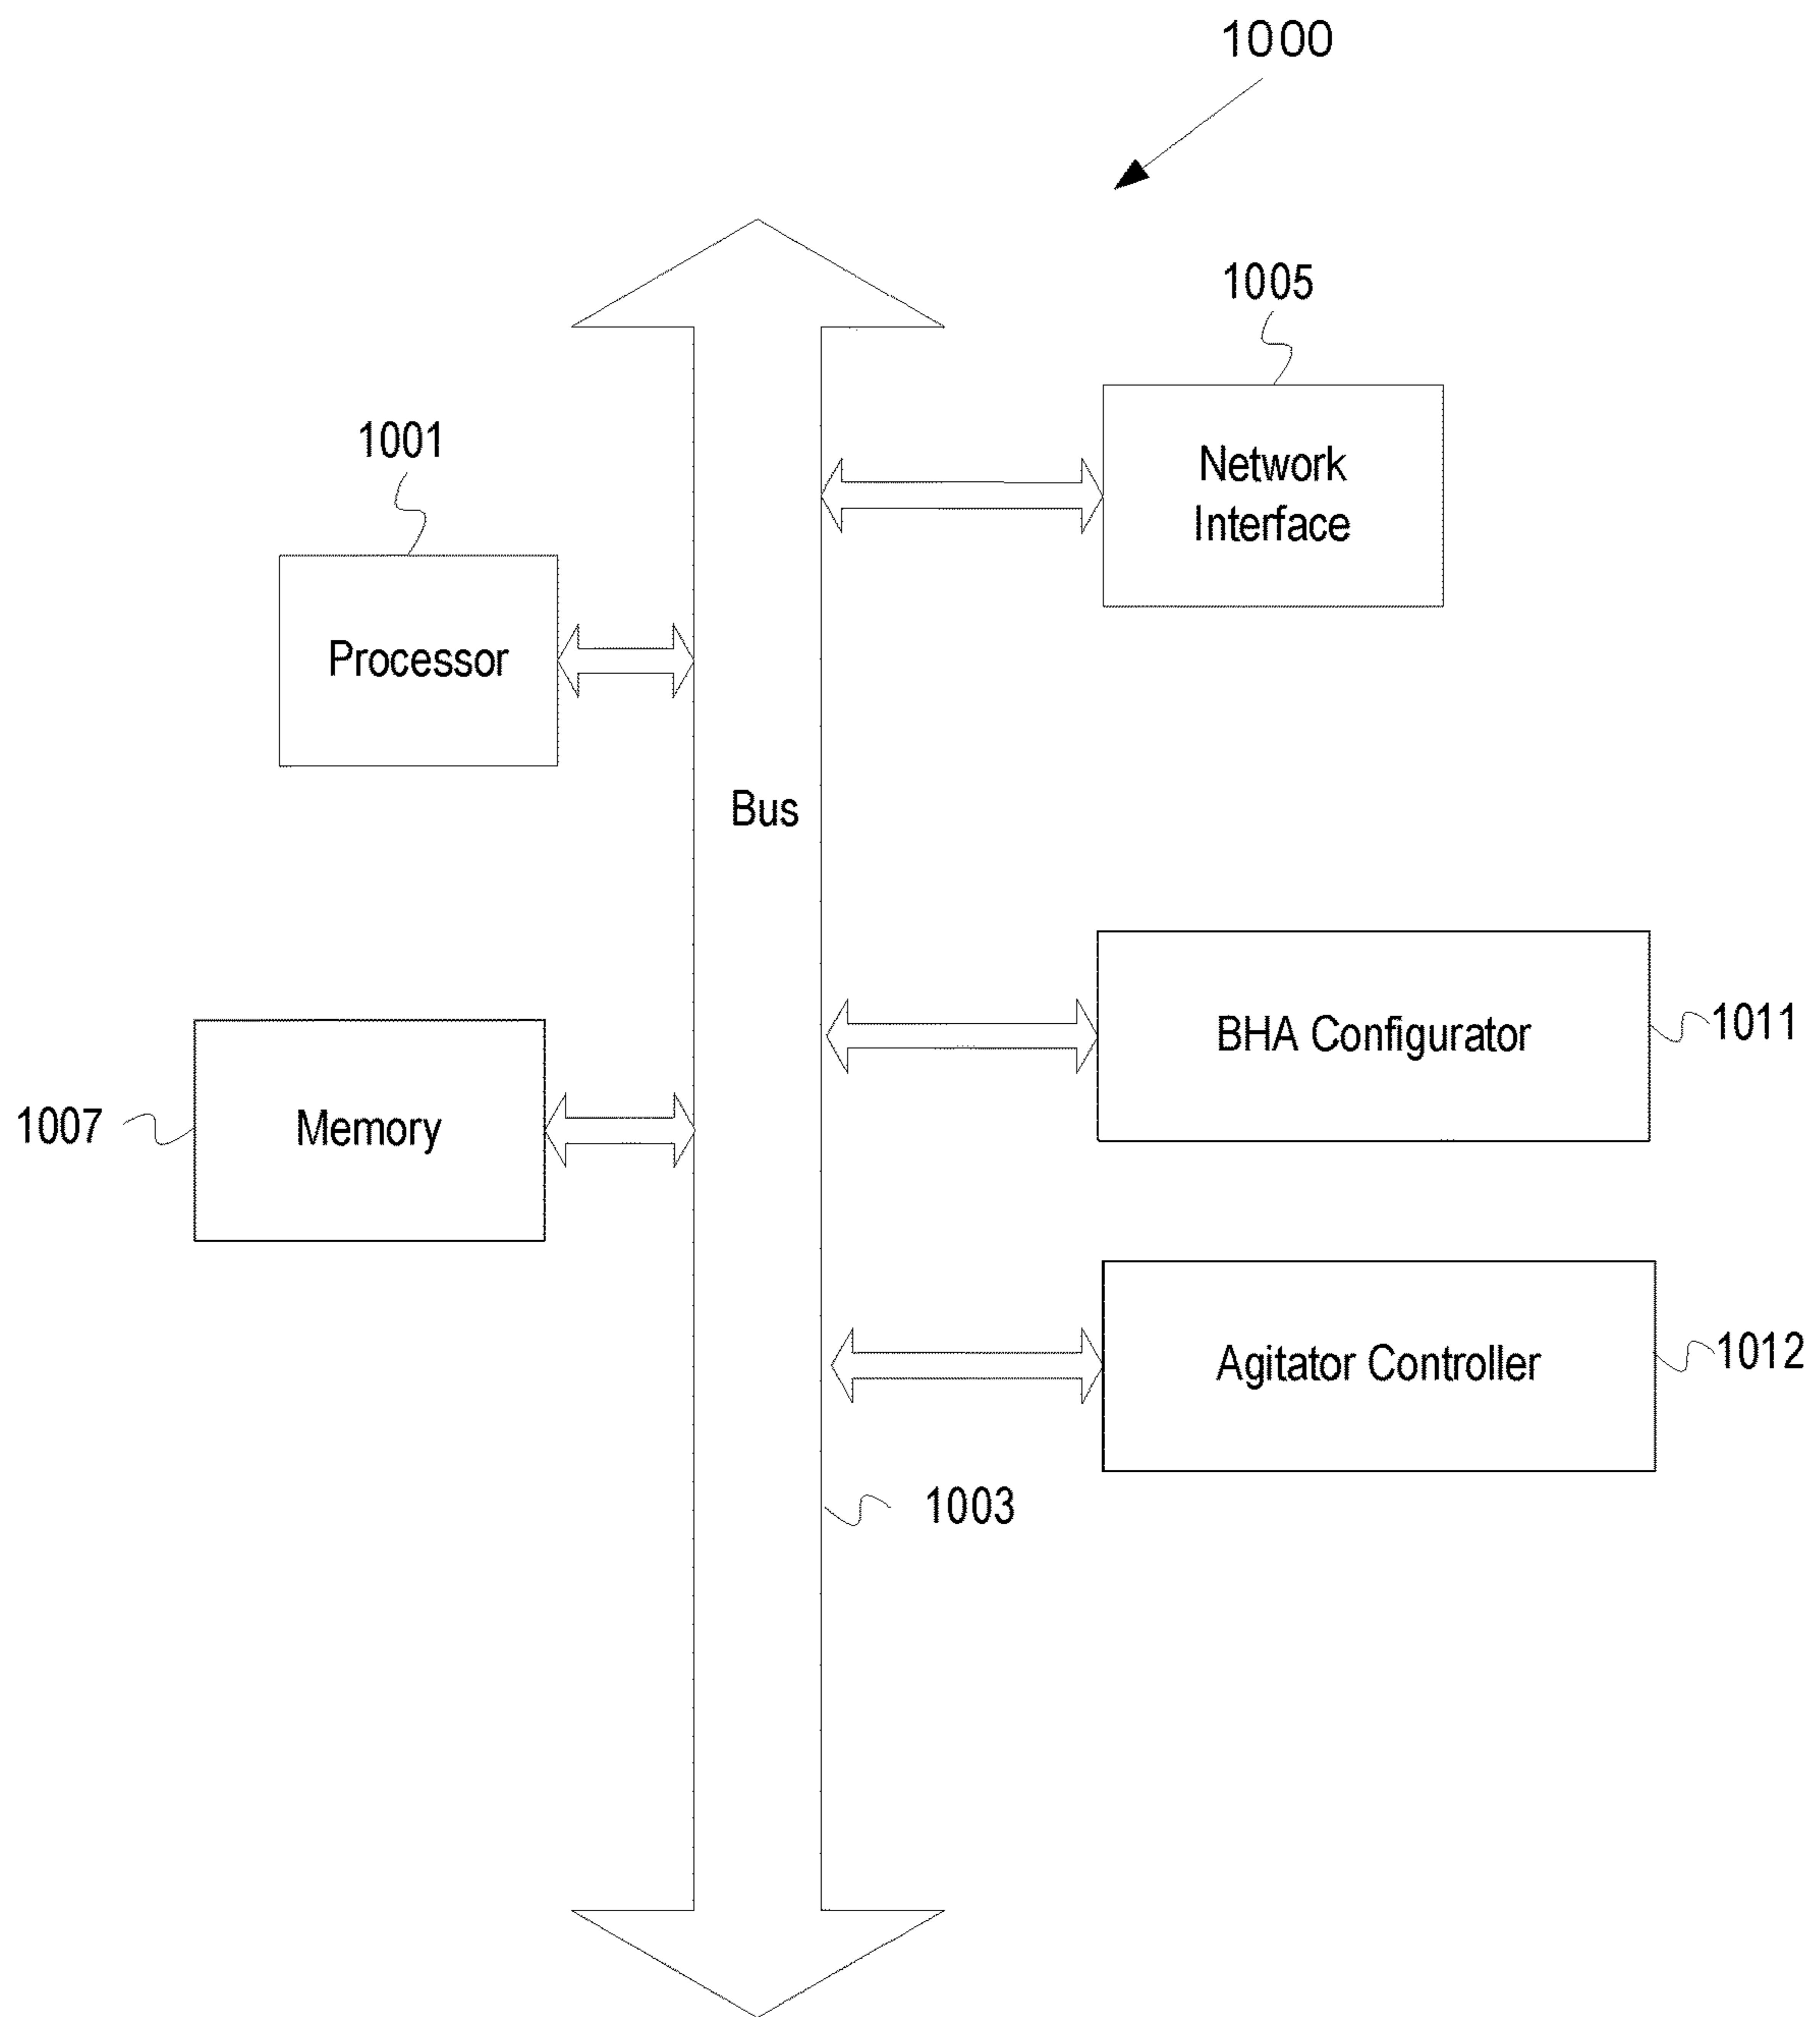 1000
1005
Network
Interface
1001
Processor
Bus
BHA Configurator
1011
1007
Memory
Agitator Controller
1012
1003